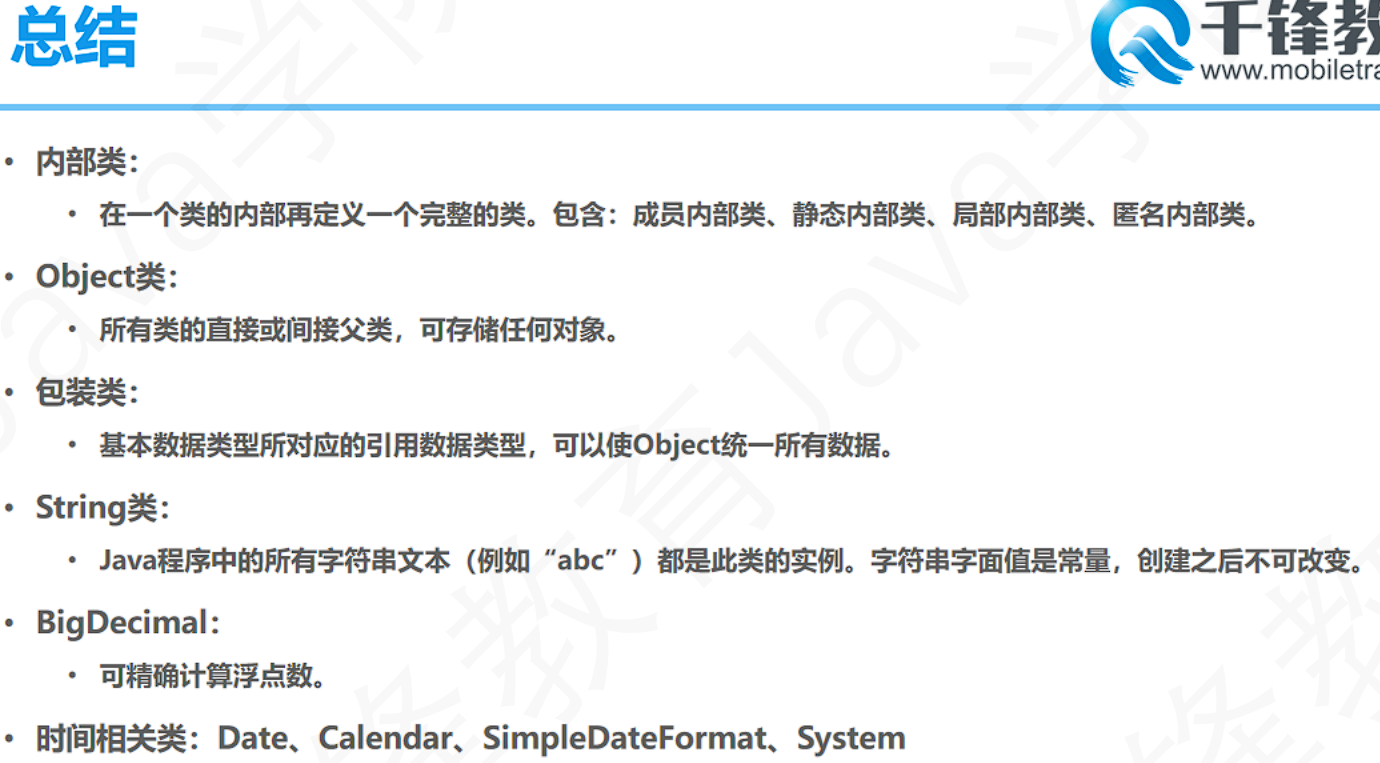 总结
千锋教
www.mobiletra
• 内部类：
• 在一个类的内部再定义一个完整的类。包含：成员内部类、静态内部类、局部内部类、匿名内部类。
• Object类：
• 所有类的直接或间接父类，可存储任何对象。
• 包装类：
• 基本数据类型所对应的引用数据类型，可以使Object统一所有数据。
• String类：
• Java程序中的所有字符串文本（例如“abc”）都是此类的实例。字符串字面值是常量，创建之后不可改变。
• BigDecimal：
• 可精确计算浮点数。
• 时间相关类：Date、Calendar、SimpleDateFormat、System